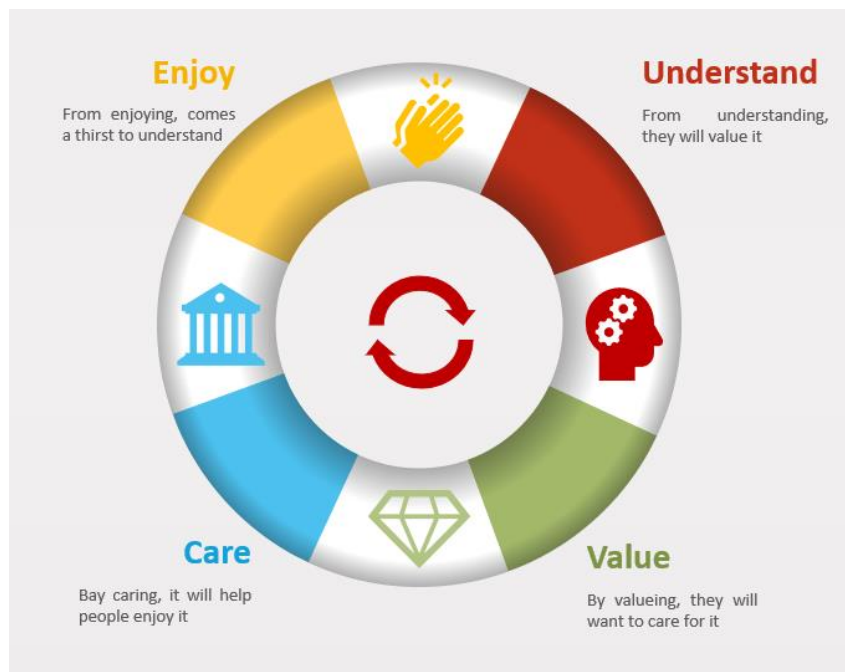 Enjoy
From enjoying, comes
a thirst to understand
Understand
From understanding,
they will value it
Care
Bay caring, it will help
people enjoy it
Value
By valueing, they will
want to care for it